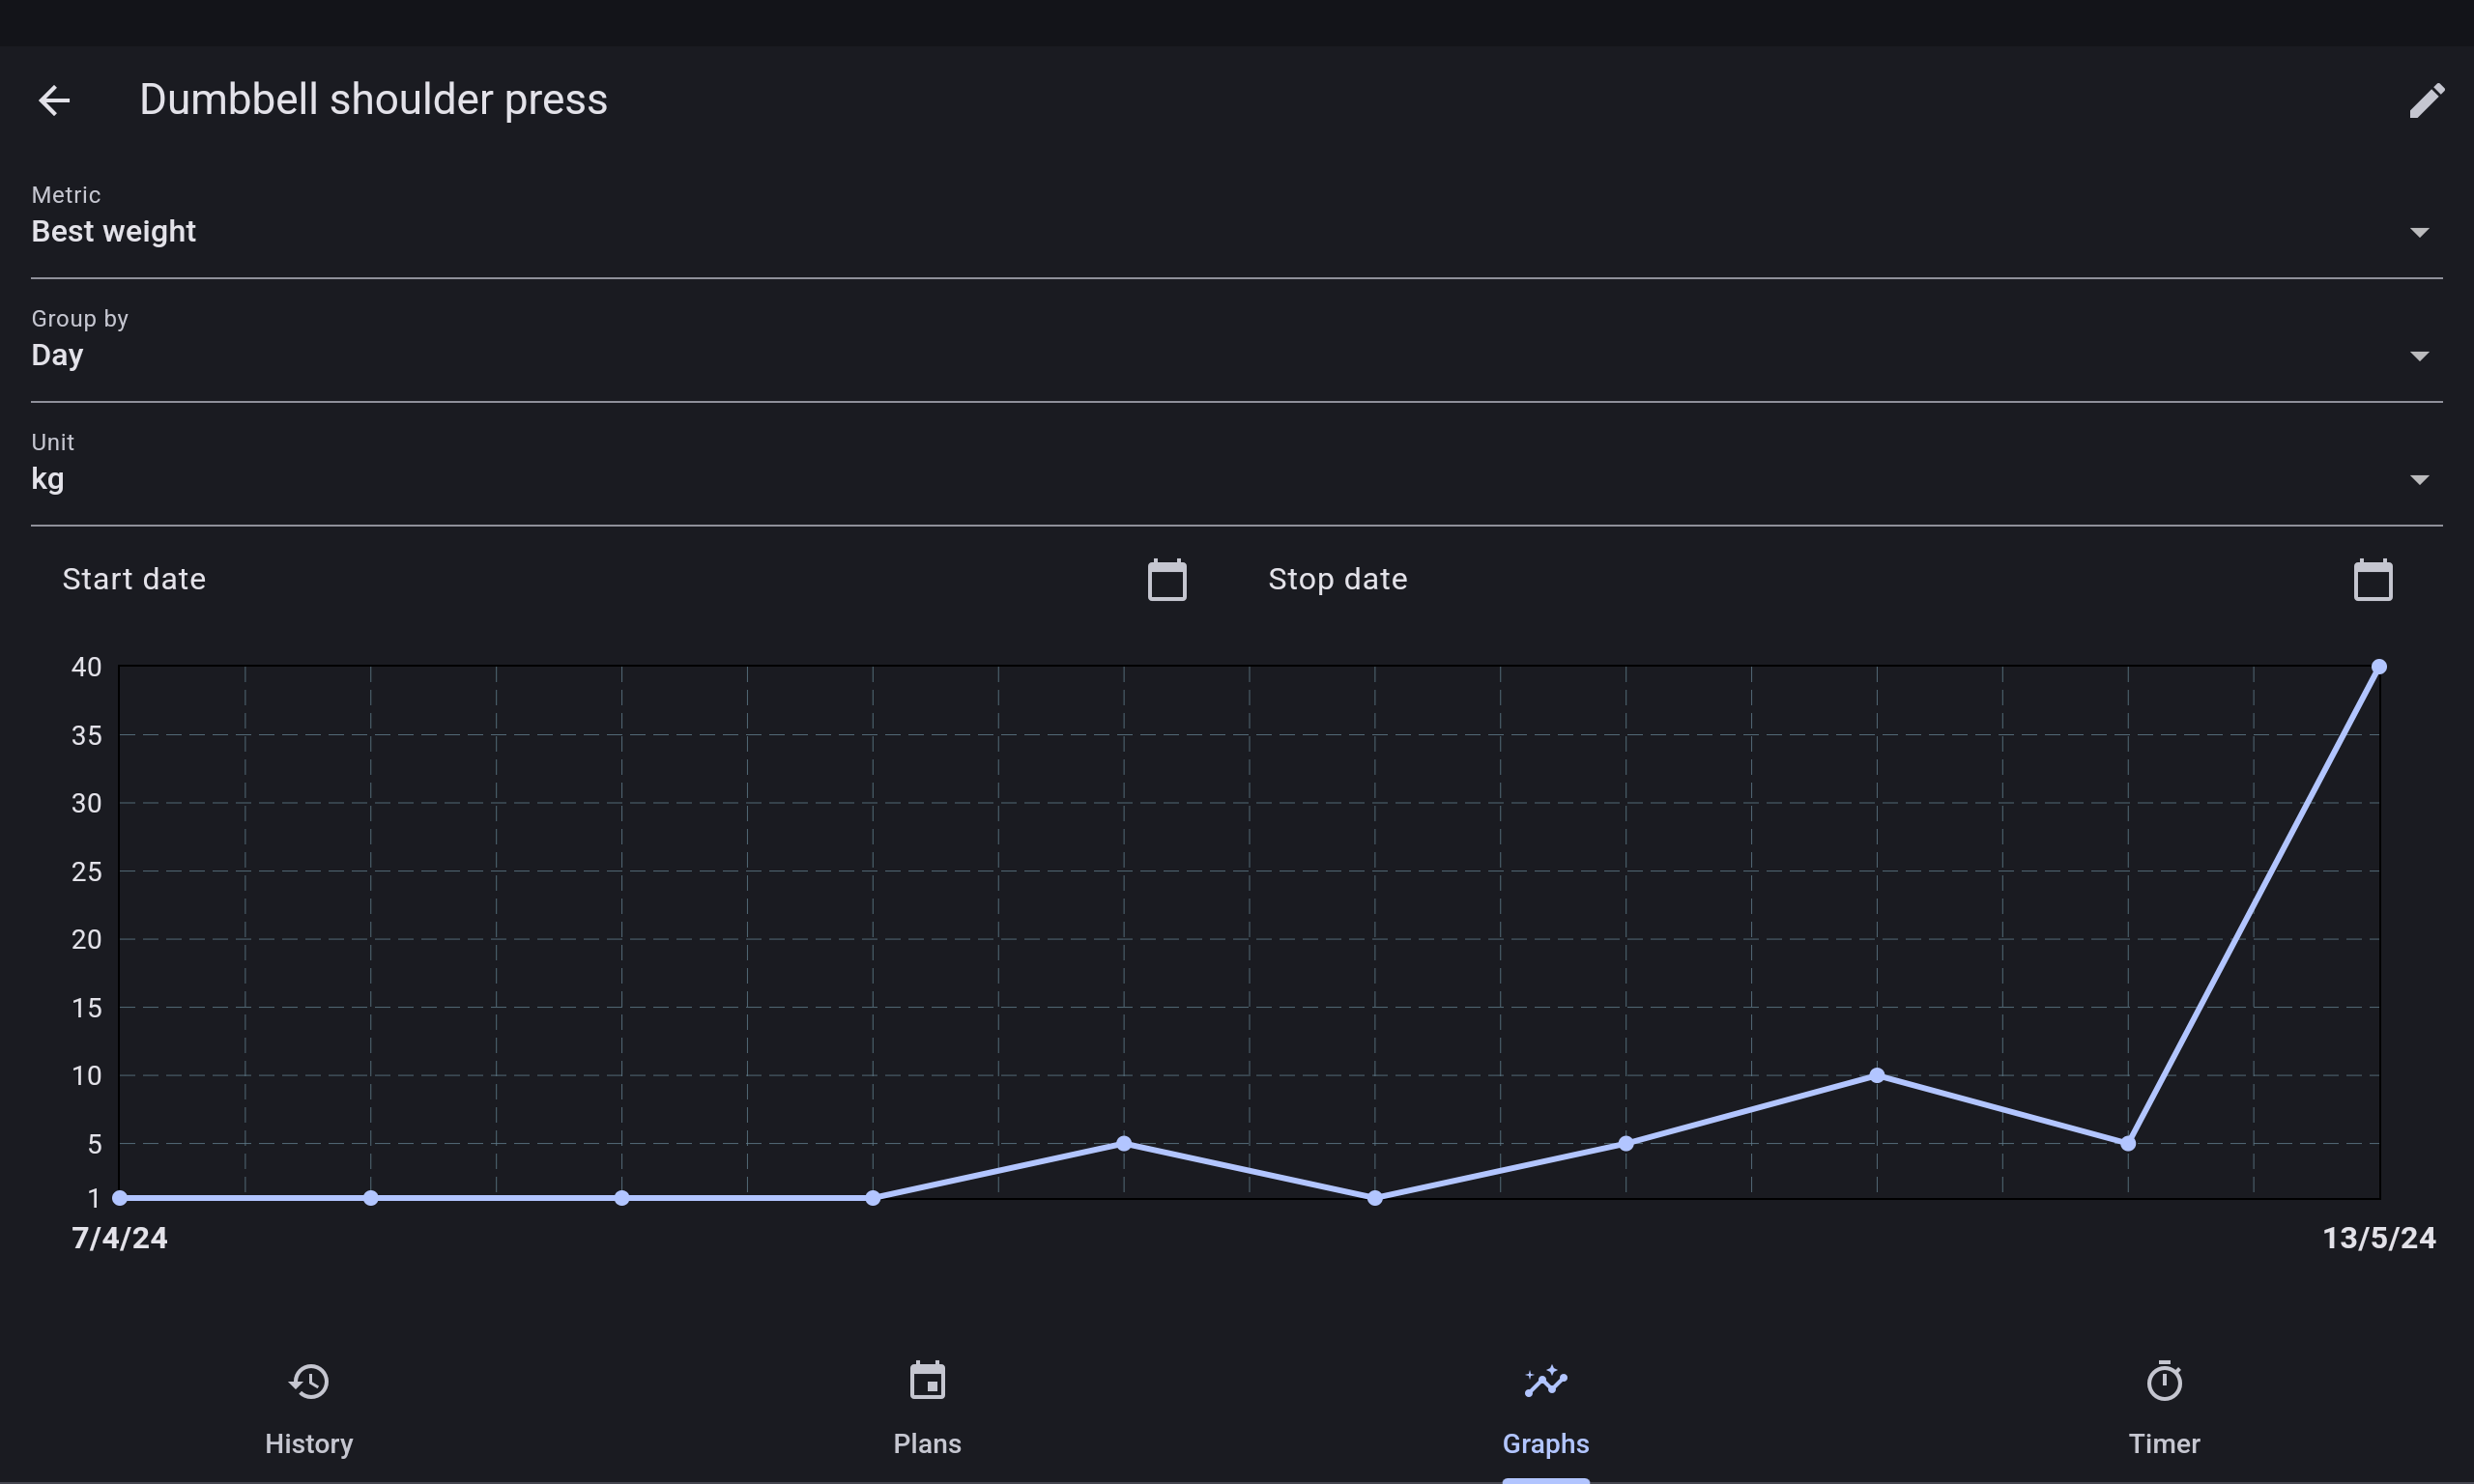 Dumbbell shoulder press
Metric
Best weight
Group by
Day
Unit
kg
Start date
Stop date
40
35
30
25
20
15
10
5
1
7/4/24
13/5/24
History
Plans
Graphs
Timer